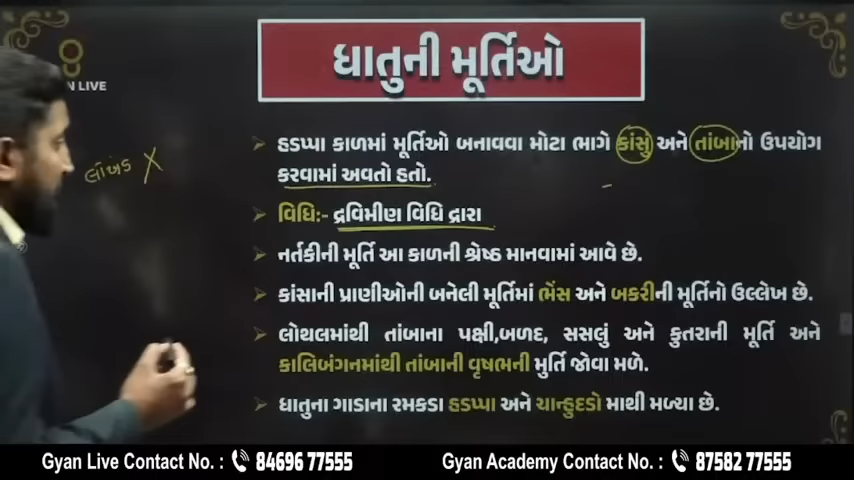 ધાતુની મૂર્તિઓ
N LIVE
હડપ્પા કાળમાં મૂર્તિઓ બનાવવા મોટા ભાગે કાંસુ અને તાંબાનો ઉપયોગ
કરવામાં અવતો હતો.
લોખંડ X
વિધિ:- દ્રવિમીણ વિધિ દ્રારા
નર્તકીની મૂર્તિ આ કાળની શ્રેષ્ઠ માનવામાં આવે છે.
કાંસાની પ્રાણીઓની બનેલી મૂર્તિમાં ભેંસ અને બકરીની મૂર્તિનો ઉલ્લેખ છે.
લોથલમાંથી તાંબાના પક્ષી,બળદ, સસલું અને કુતરાની મૂર્તિ અને
કાલિબંગનમાંથી તાંબાની વૃષભની મુર્તિ જોવા મળે.
ધાતુના ગાડાના રમકડા હડપ્પા અને ચાન્હુદડો માથી મળ્યા છે.
Gyan Live Contact No. : 84696 77555
Gyan Academy Contact No. : 87582 77555